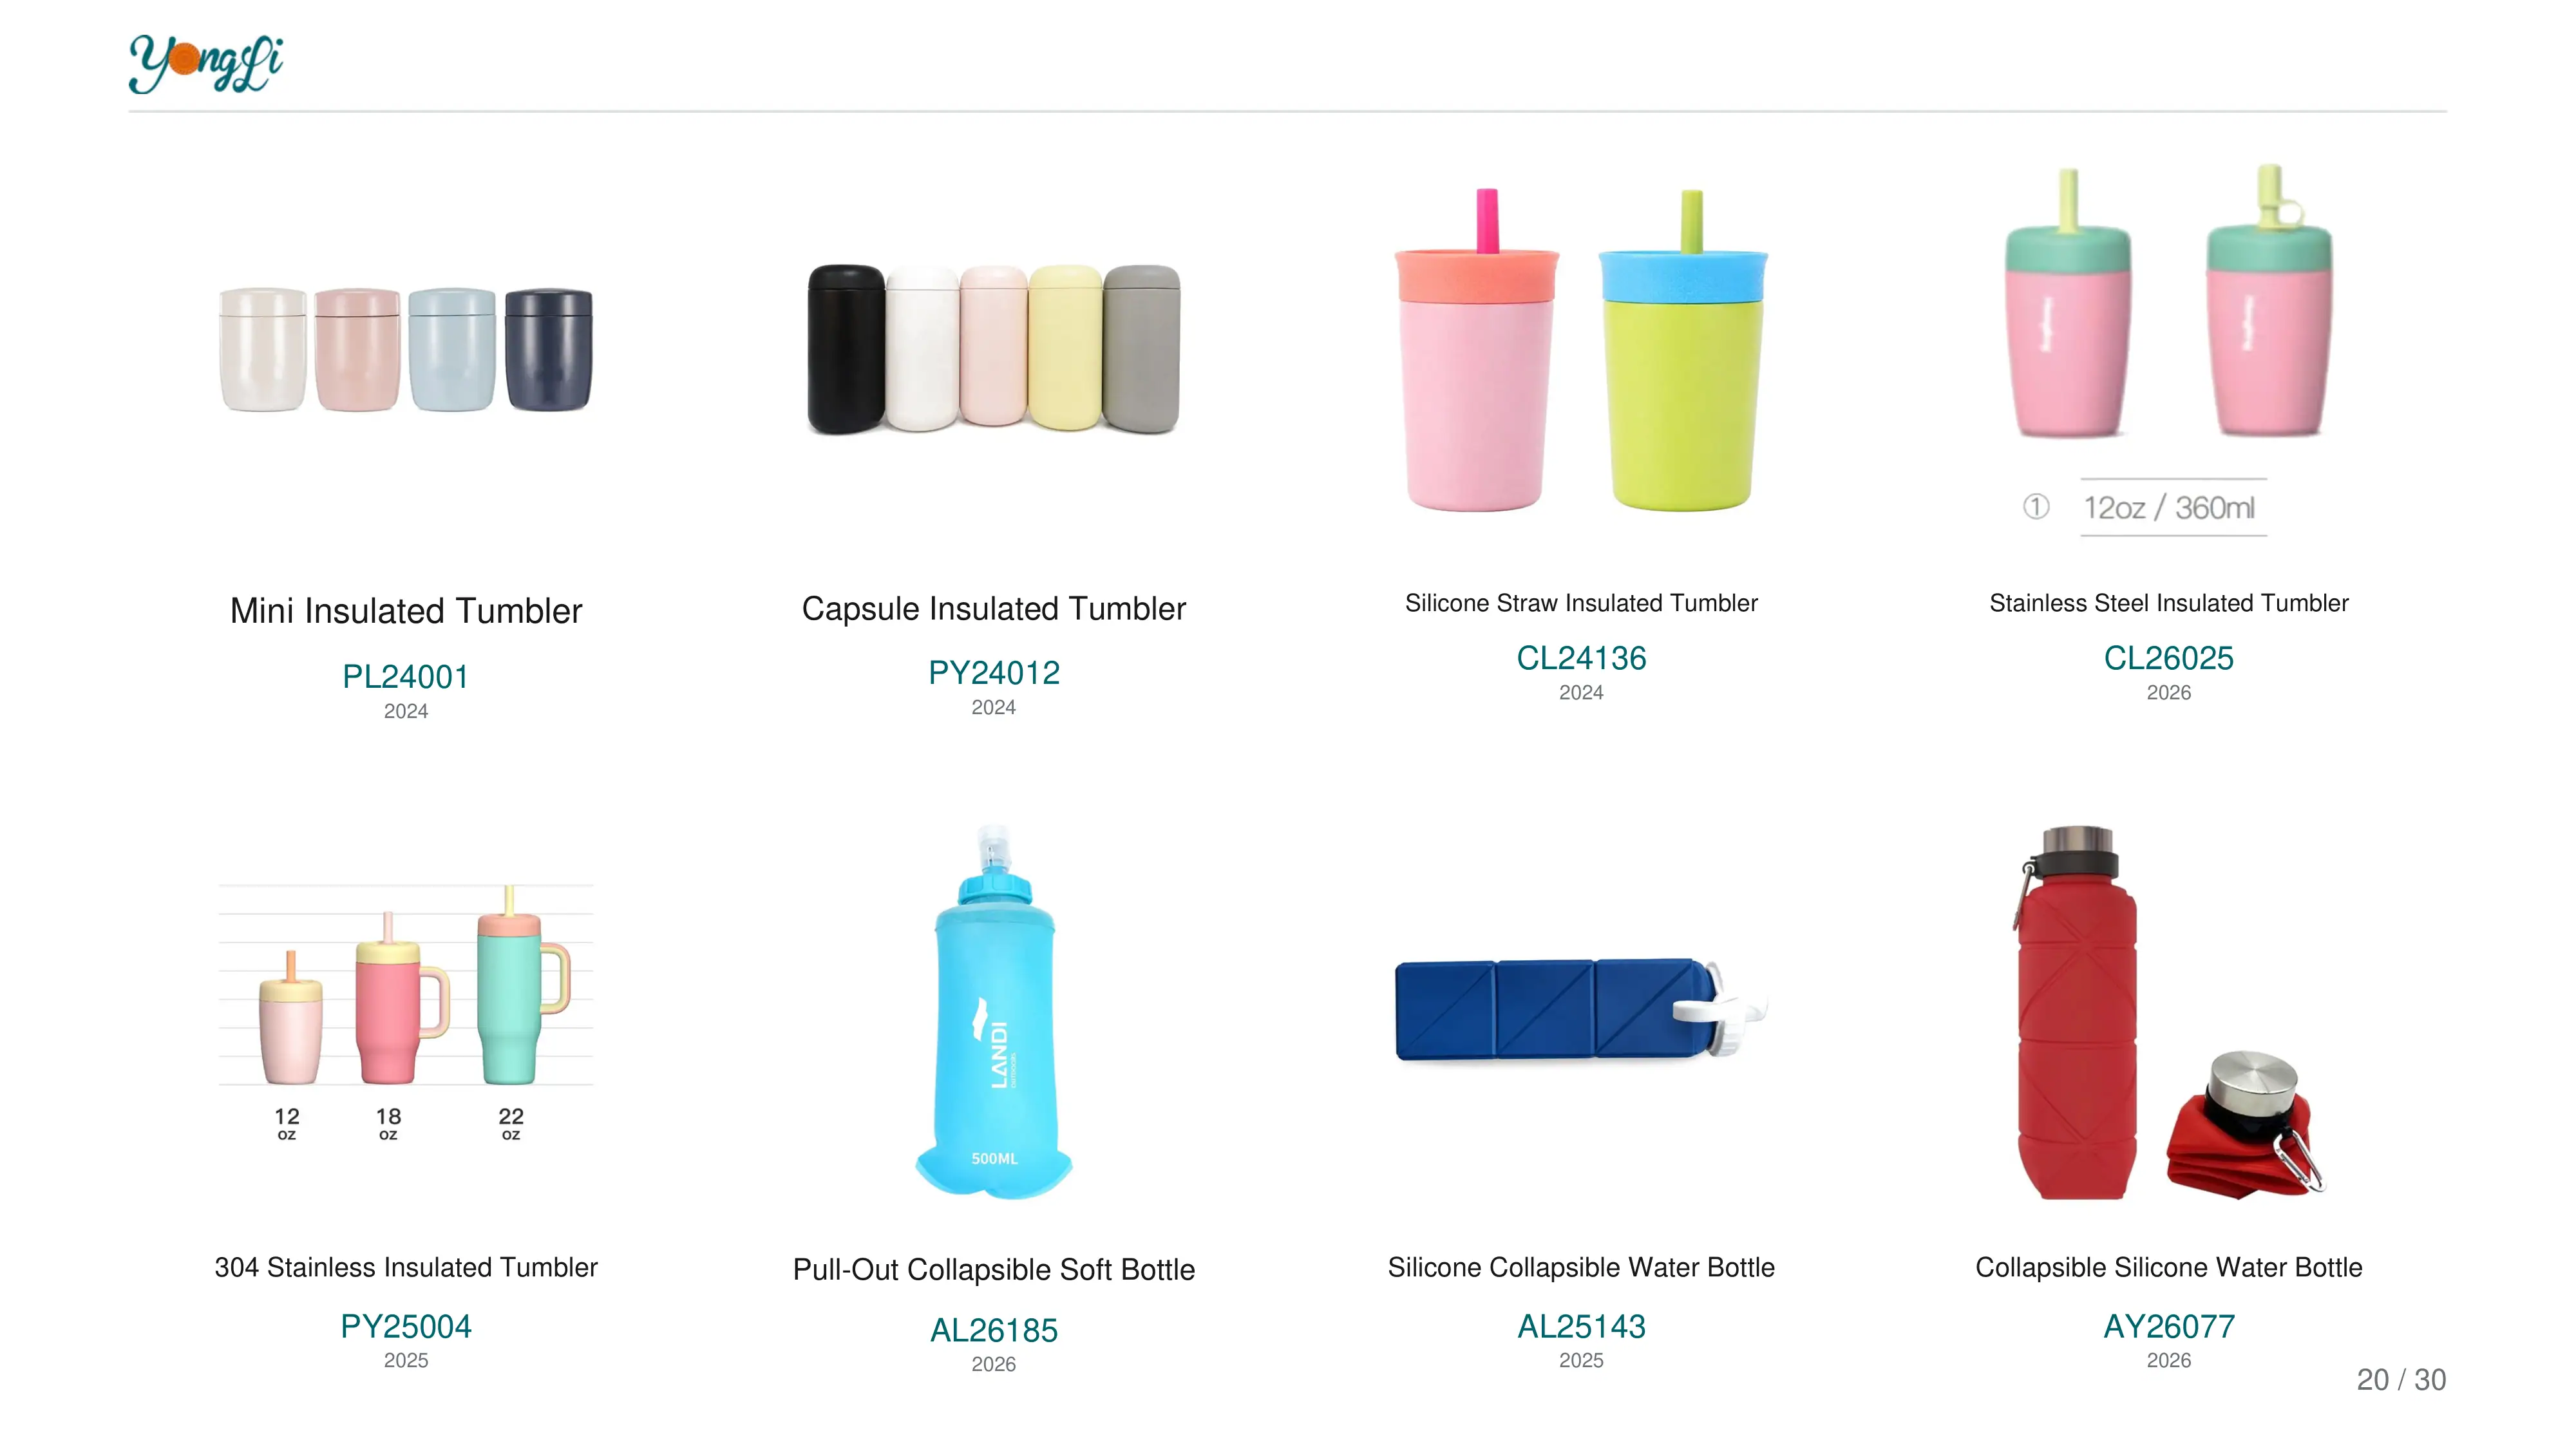 YongLi
① 12oz / 360ml
Mini Insulated Tumbler
PL24001
2024
Capsule Insulated Tumbler
PY24012
2024
Silicone Straw Insulated Tumbler
CL24136
2024
Stainless Steel Insulated Tumbler
CL26025
2026
12
oz
18
oz
22
oz
304 Stainless Insulated Tumbler
PY25004
2025
LANDI
OUTDOORS
500ML
Pull-Out Collapsible Soft Bottle
AL26185
2026
Silicone Collapsible Water Bottle
AL25143
2025
Collapsible Silicone Water Bottle
AY26077
2026
20 / 30